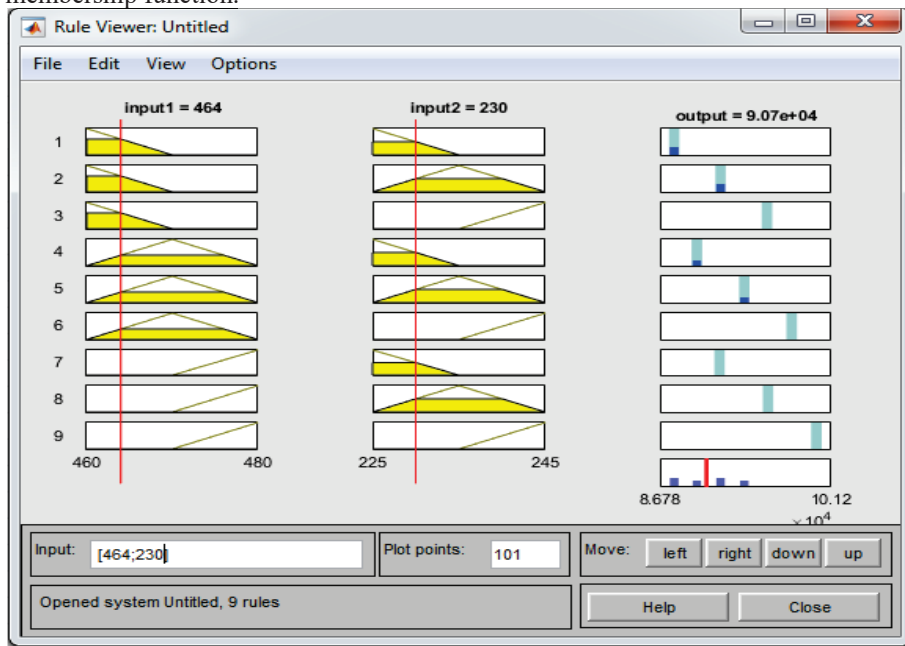 membership function.
Rule Viewer: Untitled
File Edit View Options
input1 = 464
input2 = 230
output = 9.07e+04
1
2
3
4
5
6
7
8
9
460 480
225 245
8.678 10.12
× 10⁴
Input: [464;230]
Plot points: 101
Move: left right down up
Opened system Untitled, 9 rules
Help Close